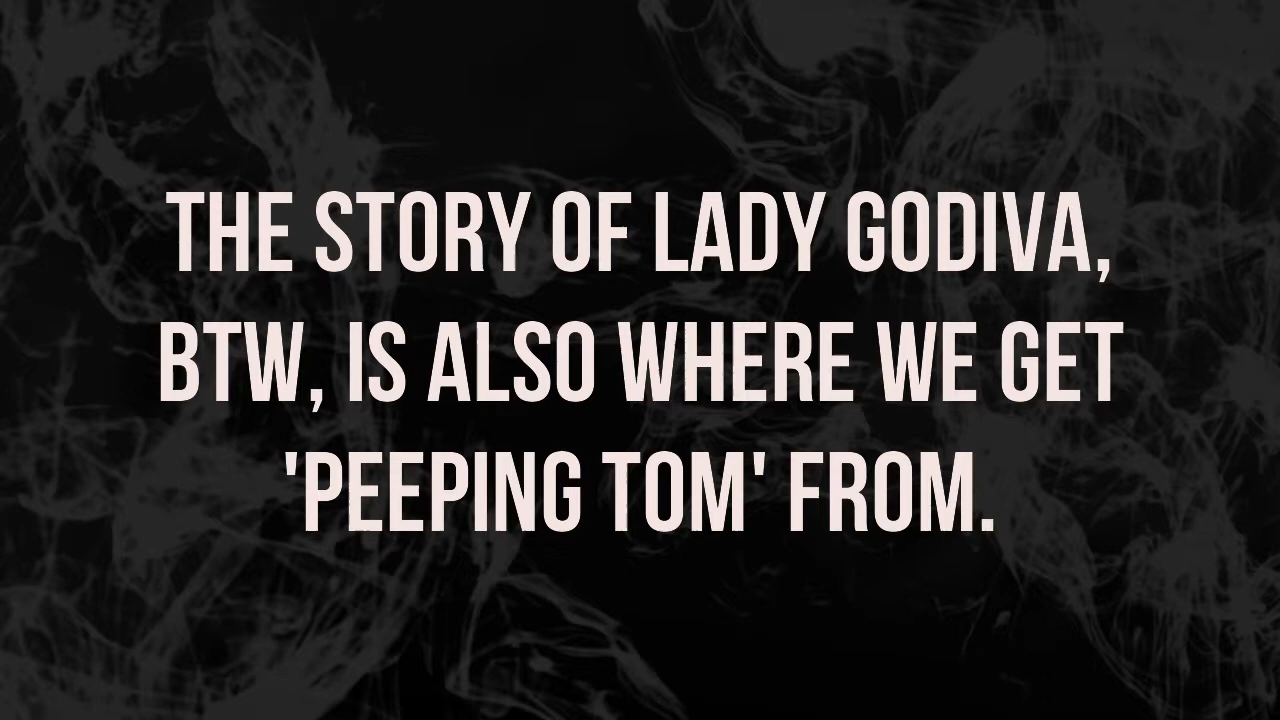 THE STORY OF LADY GODIVA,
BTW, IS ALSO WHERE WE GET
'PEEPING TOM' FROM.